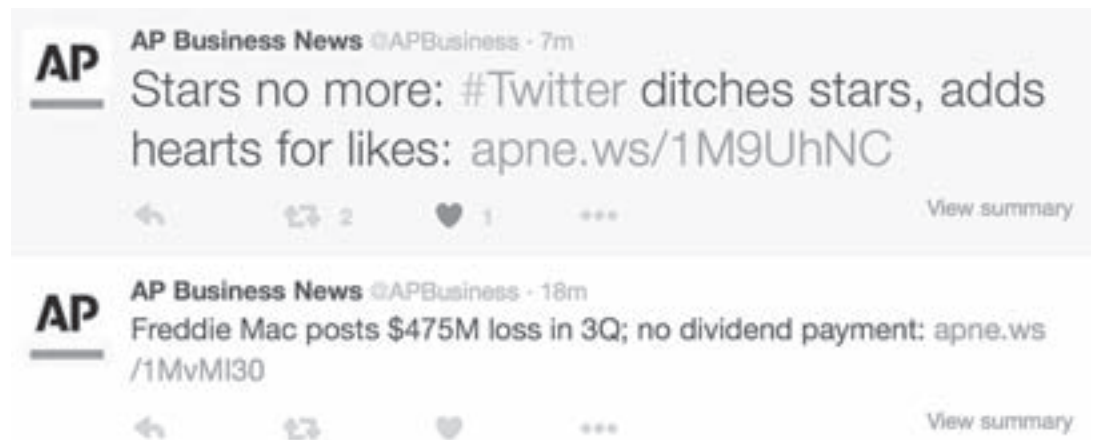 AP
AP Business News @APBusiness · 7m
Stars no more: #Twitter ditches stars, adds
hearts for likes: apne.ws/1M9UhNC
2 1 View summary
AP
AP Business News @APBusiness · 18m
Freddie Mac posts $475M loss in 3Q; no dividend payment: apne.ws
/1MvMI30
View summary